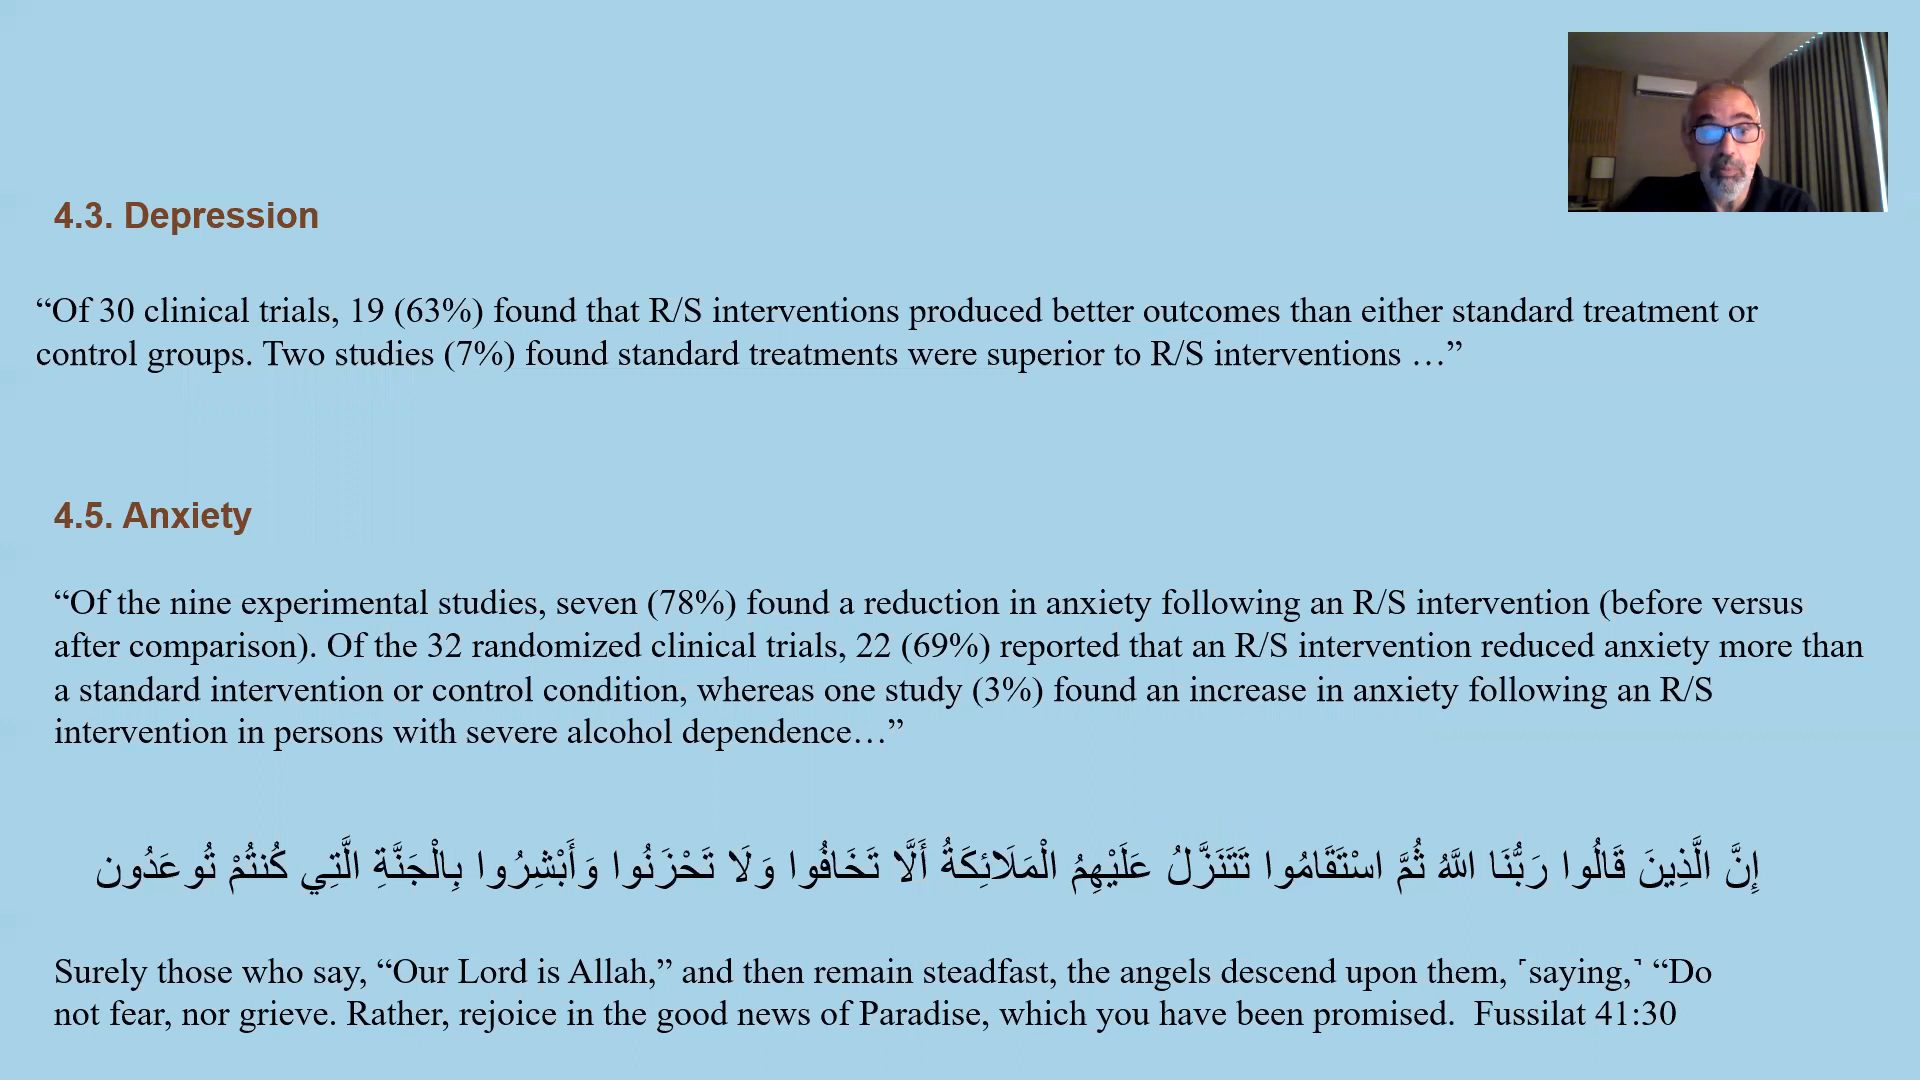 4.3. Depression
“Of 30 clinical trials, 19 (63%) found that R/S interventions produced better outcomes than either standard treatment or
control groups. Two studies (7%) found standard treatments were superior to R/S interventions …”
4.5. Anxiety
“Of the nine experimental studies, seven (78%) found a reduction in anxiety following an R/S intervention (before versus
after comparison). Of the 32 randomized clinical trials, 22 (69%) reported that an R/S intervention reduced anxiety more than
a standard intervention or control condition, whereas one study (3%) found an increase in anxiety following an R/S
intervention in persons with severe alcohol dependence…”
إِنَّ الَّذِينَ قَالُوا رَبُّنَا اللَّهُ ثُمَّ اسْتَقَامُوا تَتَنَزَّلُ عَلَيْهِمُ الْمَلَائِكَةُ أَلَّا تَخَافُوا وَلَا تَحْزَنُوا وَأَبْشِرُوا بِالْجَنَّةِ الَّتِي كُنتُمْ تُوعَدُون
Surely those who say, “Our Lord is Allah,” and then remain steadfast, the angels descend upon them, ˹saying,˺ “Do
not fear, nor grieve. Rather, rejoice in the good news of Paradise, which you have been promised.  Fussilat 41:30